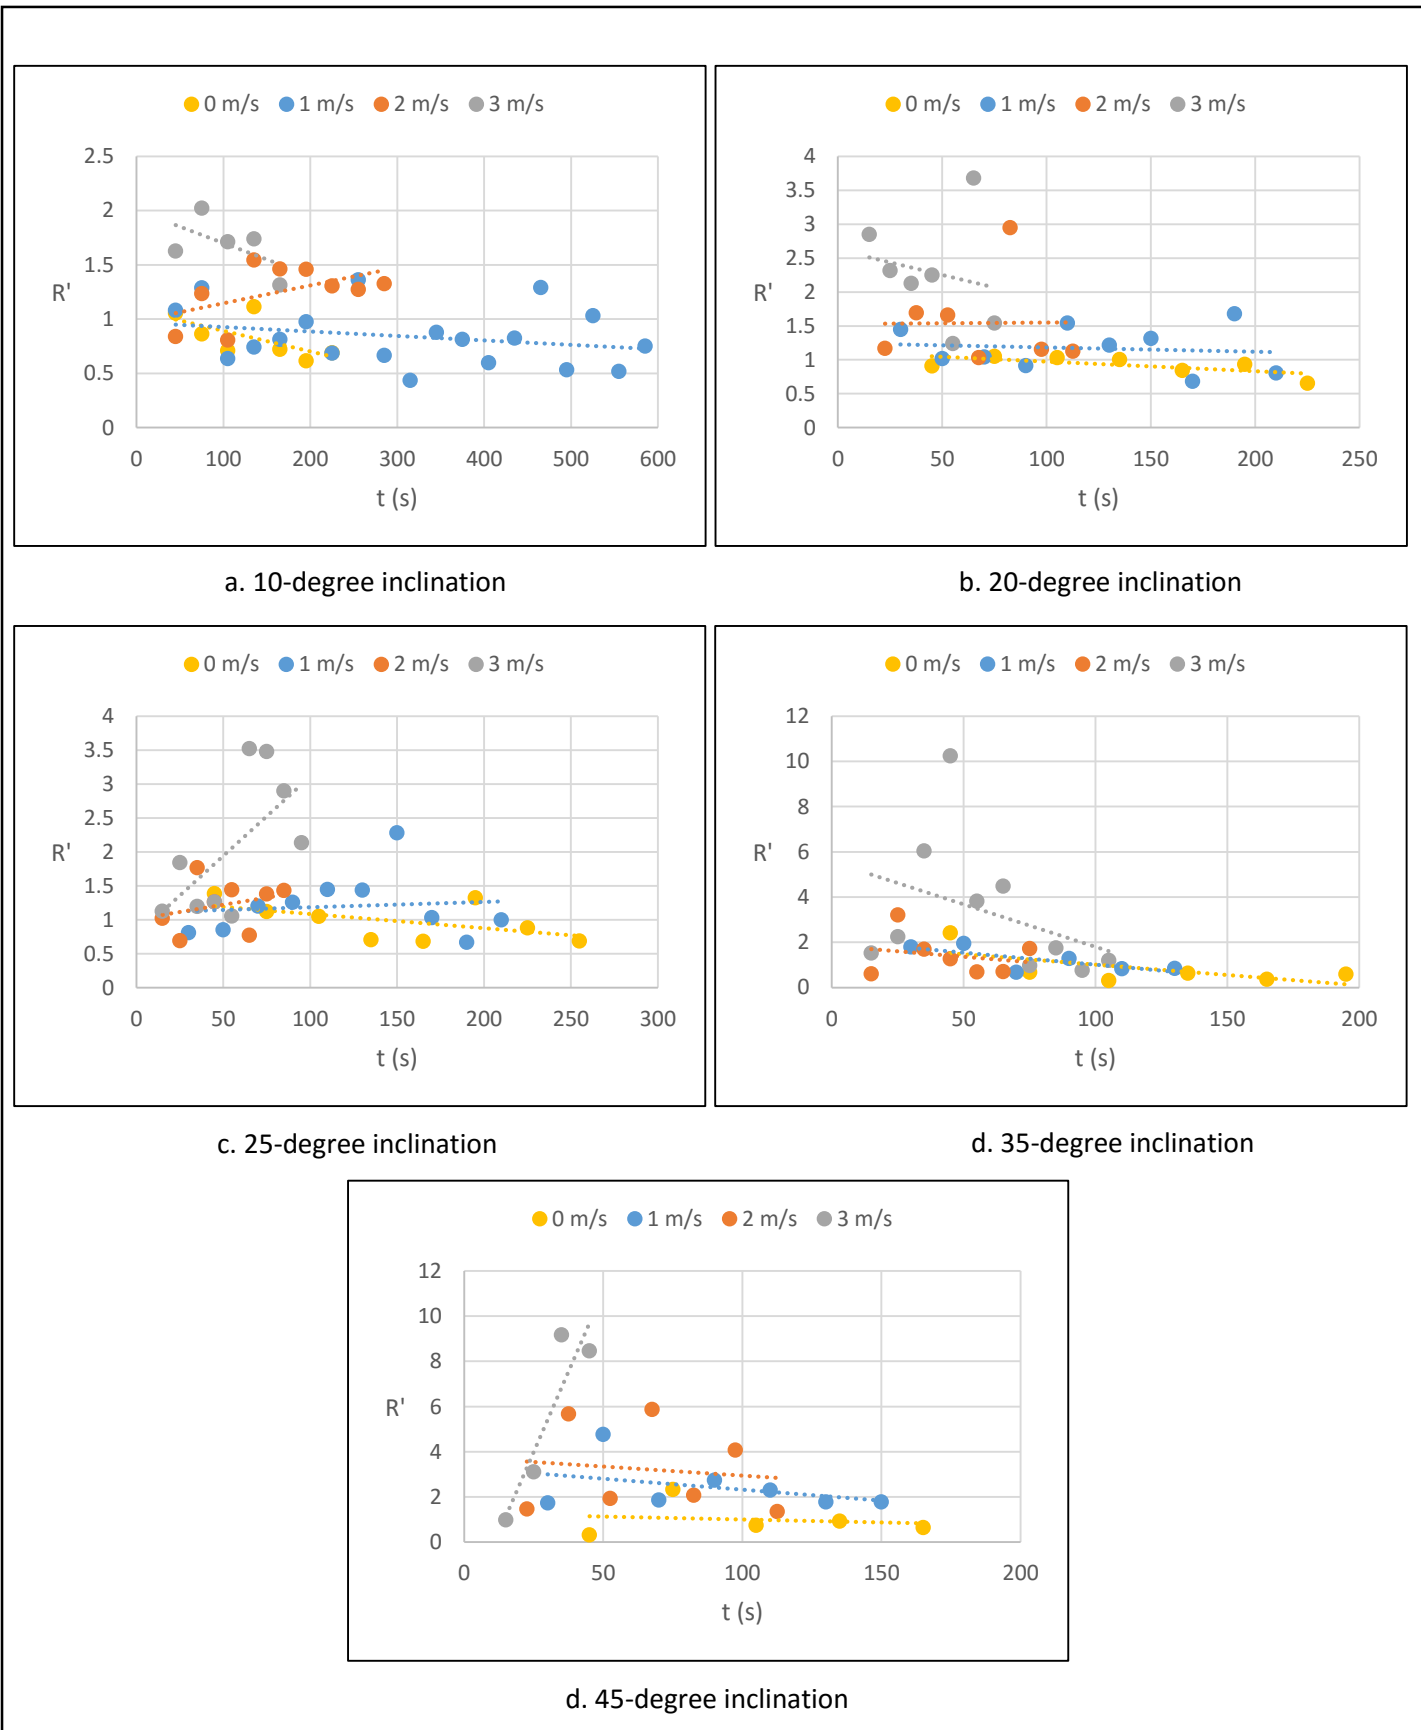 0 m/s 1 m/s 2 m/s 3 m/s
2.5
2
1.5
1
0.5
0
R'
0 100 200 300 400 500 600
t (s)
a. 10-degree inclination
0 m/s 1 m/s 2 m/s 3 m/s
4
3.5
3
2.5
2
1.5
1
0.5
0
R'
0 50 100 150 200 250
t (s)
b. 20-degree inclination
0 m/s 1 m/s 2 m/s 3 m/s
4
3.5
3
2.5
2
1.5
1
0.5
0
R'
0 50 100 150 200 250 300
t (s)
c. 25-degree inclination
0 m/s 1 m/s 2 m/s 3 m/s
12
10
8
6
4
2
0
R'
0 50 100 150 200
t (s)
d. 35-degree inclination
0 m/s 1 m/s 2 m/s 3 m/s
12
10
8
6
4
2
0
R'
0 50 100 150 200
t (s)
d. 45-degree inclination